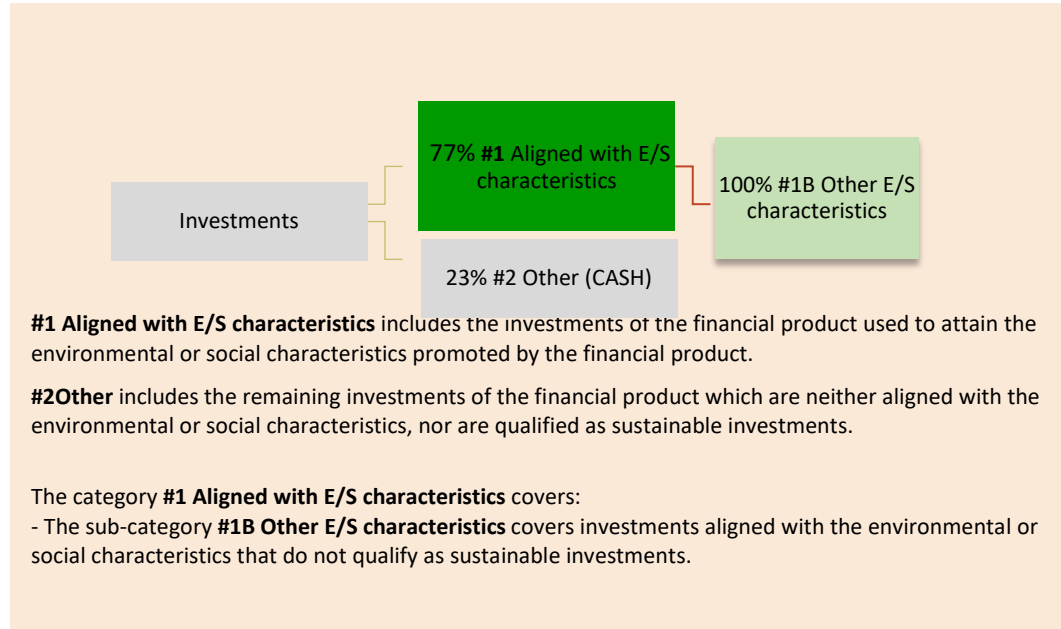 77% #1 Aligned with E/S
characteristics
100% #1B Other E/S
characteristics
Investments
23% #2 Other (CASH)
#1 Aligned with E/S characteristics includes the investments of the financial product used to attain the
environmental or social characteristics promoted by the financial product.
#2Other includes the remaining investments of the financial product which are neither aligned with the
environmental or social characteristics, nor are qualified as sustainable investments.
The category #1 Aligned with E/S characteristics covers:
- The sub-category #1B Other E/S characteristics covers investments aligned with the environmental or
social characteristics that do not qualify as sustainable investments.